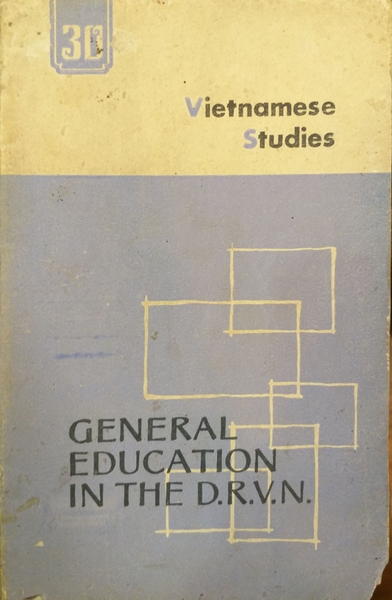 30
Vietnamese
Studies
GENERAL
EDUCATION
IN THE D.R.V.N.